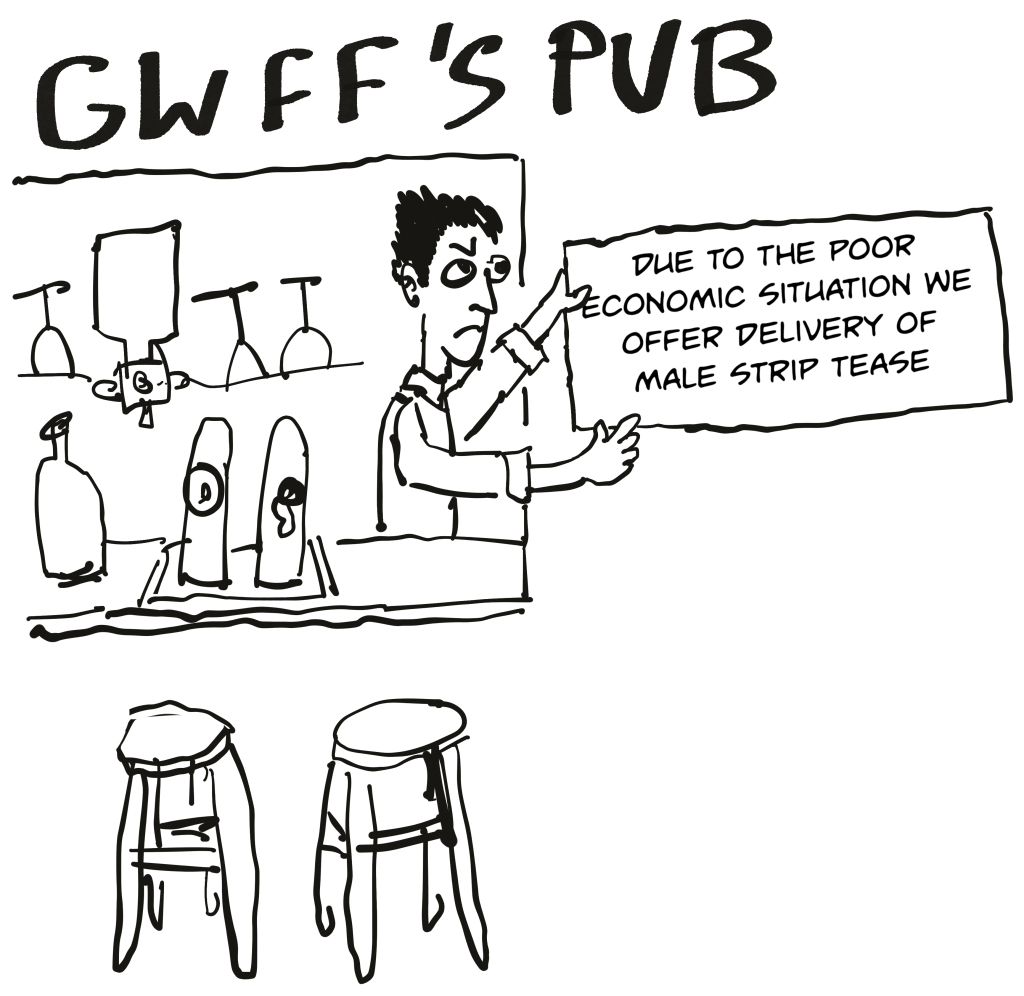 GWFF'S PUB
DUE TO THE POOR
ECONOMIC SITUATION WE
OFFER DELIVERY OF
MALE STRIP TEASE
B
D